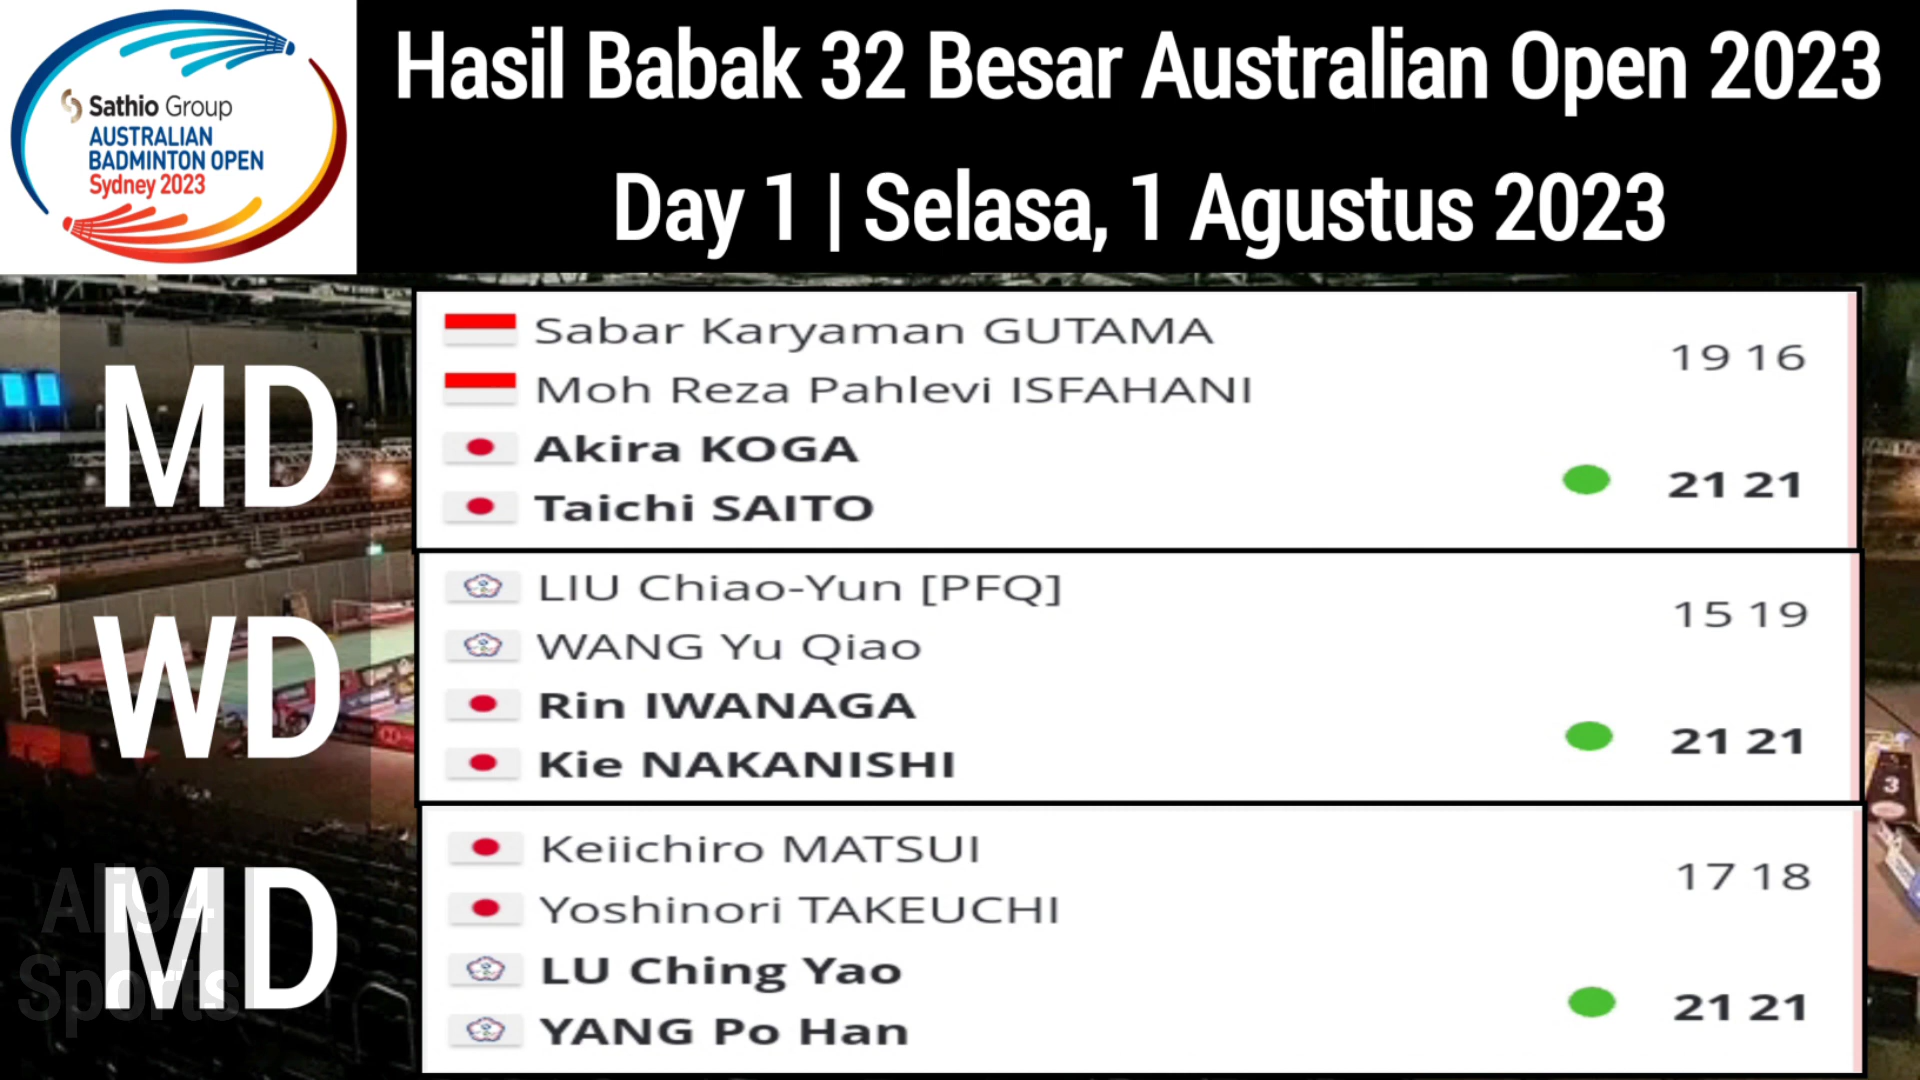 Sathio Group
AUSTRALIAN
BADMINTON OPEN
Sydney 2023
Hasil Babak 32 Besar Australian Open 2023
Day 1 | Selasa, 1 Agustus 2023
MD
Sabar Karyaman GUTAMA
Moh Reza Pahlevi ISFAHANI
19 16
Akira KOGA
Taichi SAITO
21 21
WD
LIU Chiao-Yun [PFQ]
WANG Yu Qiao
15 19
Rin IWANAGA
Kie NAKANISHI
21 21
MD
Keiichiro MATSUI
Yoshinori TAKEUCHI
17 18
LU Ching Yao
YANG Po Han
21 21
Ali94
Sports
3